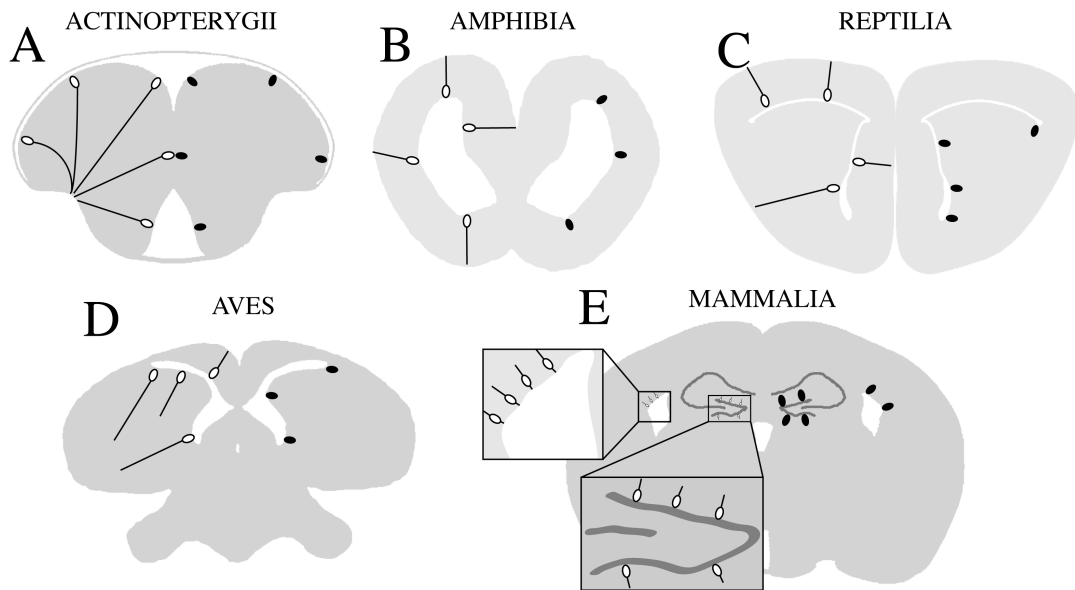 ACTINOPTERYGII
AMPHIBIA
REPTILIA
A
B
C
AVES
MAMMALIA
D
E